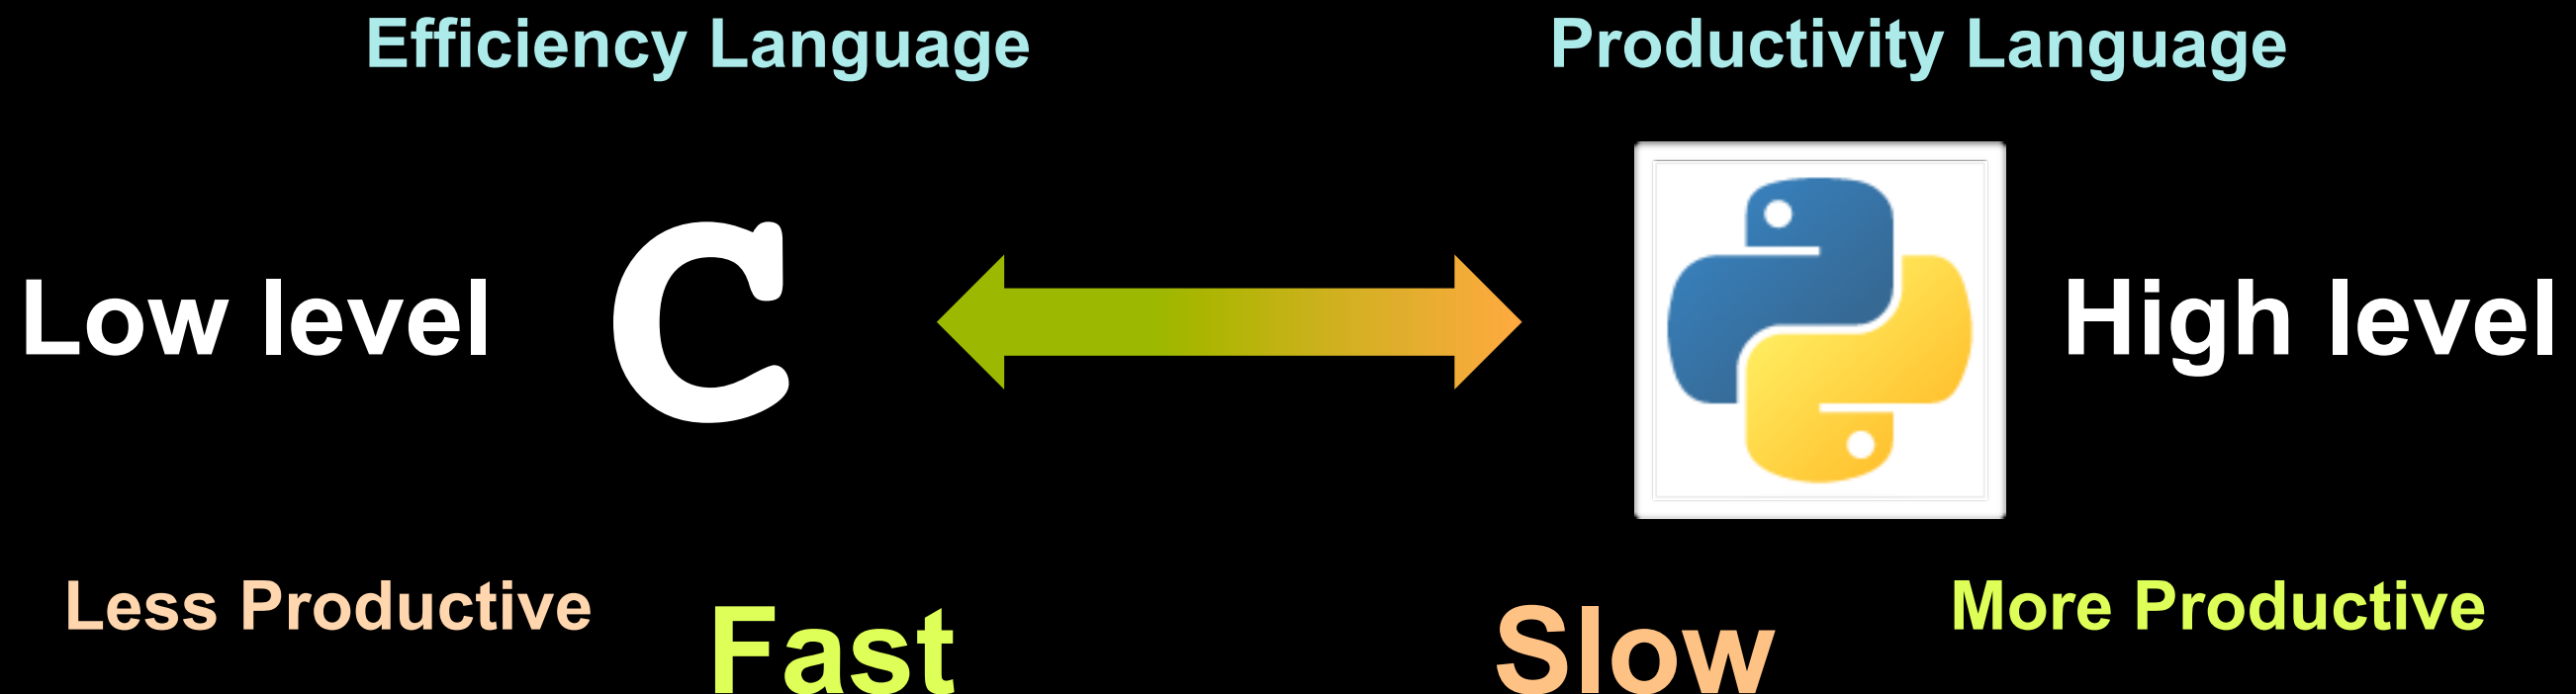 Efficiency Language
Productivity Language
Low level
C
High level
Less Productive
Fast
Slow
More Productive